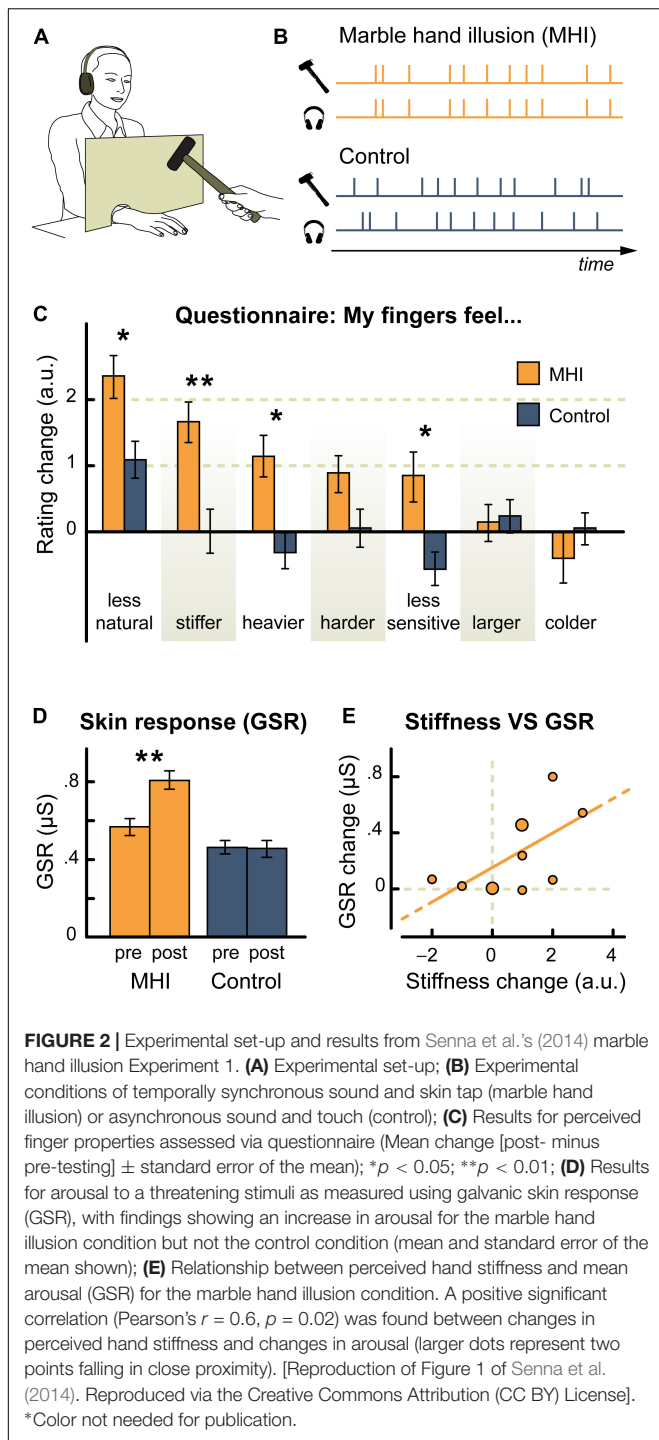 A
B
Marble hand illusion (MHI)
Control
time
C
Questionnaire: My fingers feel...
*
**
*
*
MHI
Control
Rating change (a.u.)
2
1
0
less natural
stiffer
heavier
harder
less sensitive
larger
colder
D
Skin response (GSR)
**
GSR (µS)
.8
.4
0
pre post pre post
MHI Control
E
Stiffness VS GSR
GSR change (µS)
.8
.4
0
−2 0 2 4
Stiffness change (a.u.)
FIGURE 2 | Experimental set-up and results from Senna et al.'s (2014) marble
hand illusion Experiment 1. (A) Experimental set-up; (B) Experimental
conditions of temporally synchronous sound and skin tap (marble hand
illusion) or asynchronous sound and touch (control); (C) Results for perceived
finger properties assessed via questionnaire (Mean change [post- minus
pre-testing] ± standard error of the mean); *p < 0.05; **p < 0.01; (D) Results
for arousal to a threatening stimuli as measured using galvanic skin response
(GSR), with findings showing an increase in arousal for the marble hand
illusion condition but not the control condition (mean and standard error of the
mean shown); (E) Relationship between perceived hand stiffness and mean
arousal (GSR) for the marble hand illusion condition. A positive significant
correlation (Pearson's r = 0.6, p = 0.02) was found between changes in
perceived hand stiffness and changes in arousal (larger dots represent two
points falling in close proximity). [Reproduction of Figure 1 of Senna et al.
(2014). Reproduced via the Creative Commons Attribution (CC BY) License].
*Color not needed for publication.